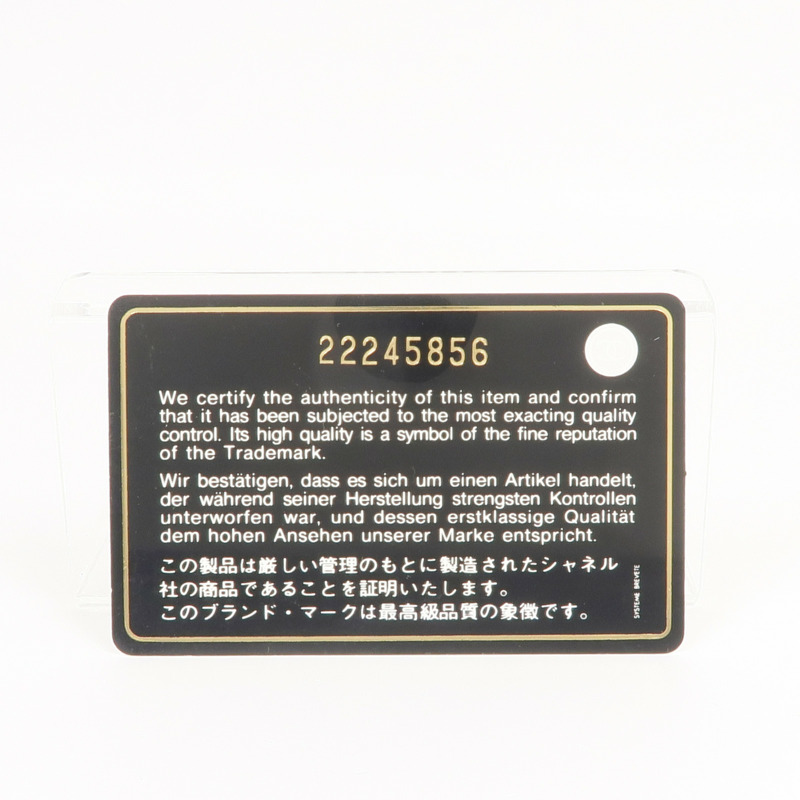 22245856
We certify the authenticity of this item and confirm
that it has been subjected to the most exacting quality
control. Its high quality is a symbol of the fine reputation
of the Trademark.
Wir bestätigen, dass es sich um einen Artikel handelt,
der während seiner Herstellung strengsten Kontrollen
unterworfen war, und dessen erstklassige Qualität
dem hohen Ansehen unserer Marke entspricht.
この製品は厳しい管理のもとに製造されたシャネル
社の商品であることを証明いたします。
このブランド・マークは最高級品質の象徴です。
SYSTEME BREVETE